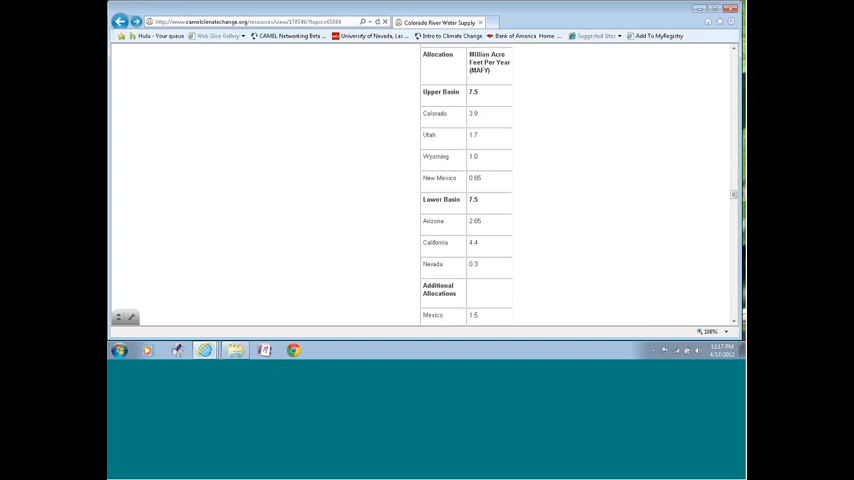 http://www.camelclimatechange.org/resources/view/170549/?topic=65084
Colorado River Water Supply
Hulu - Your queue
Web Slice Gallery
CAMEL Networking Beta ...
University of Nevada, Las ...
Intro to Climate Change
Bank of America Home ...
Suggested Sites
Add To MyRegistry
Allocation
Million Acre
Feet Per Year
(MAFY)
Upper Basin 7.5
Colorado 3.9
Utah 1.7
Wyoming 1.0
New Mexico 0.85
Lower Basin 7.5
Arizona 2.85
California 4.4
Nevada 0.3
Additional
Allocations
Mexico 1.5
100%
12:17 PM
4/17/2012